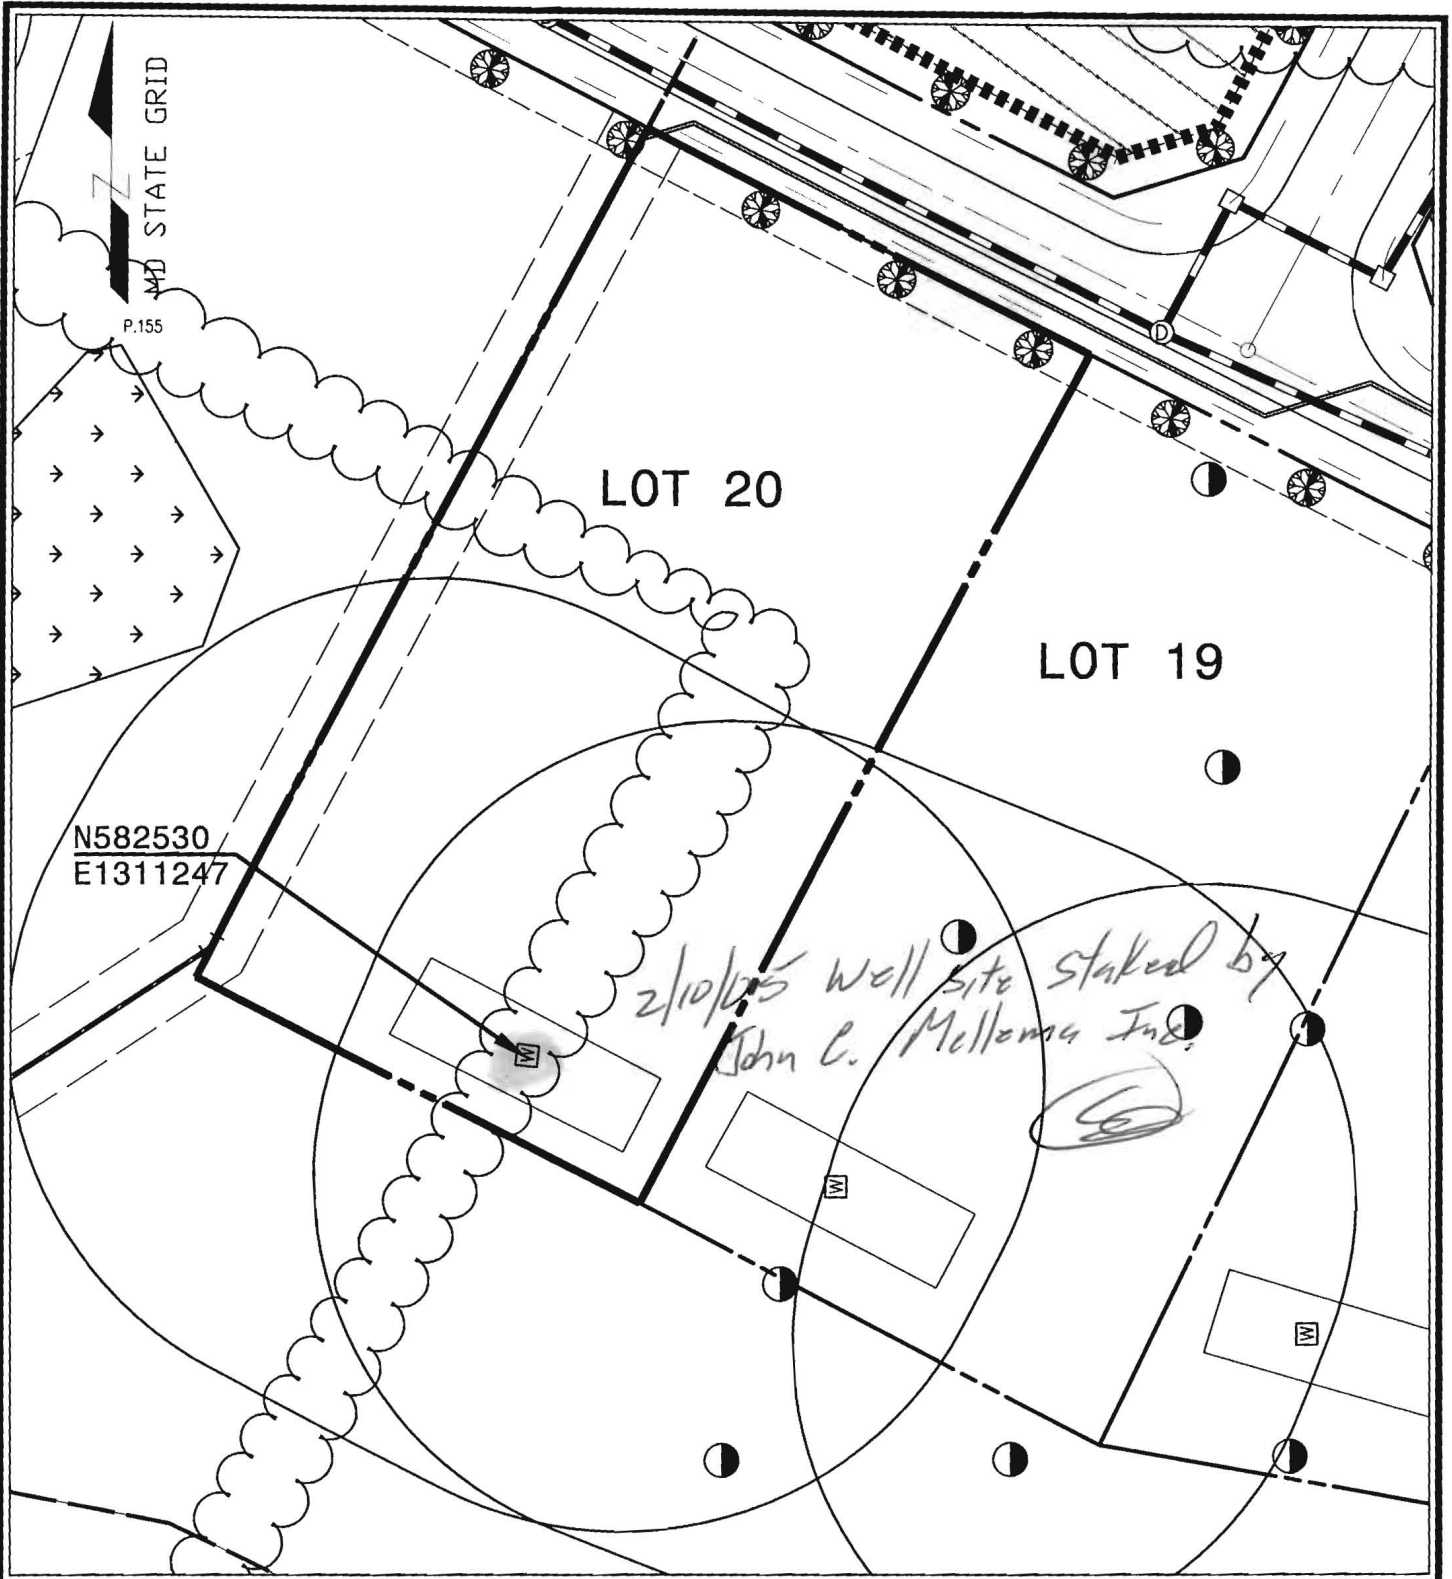 MD STATE GRID
N
P.155
LOT 20
LOT 19
D
N582530
E1311247
2/10/05 Well site staked by
John C. Mellema Inc.
W
W
W